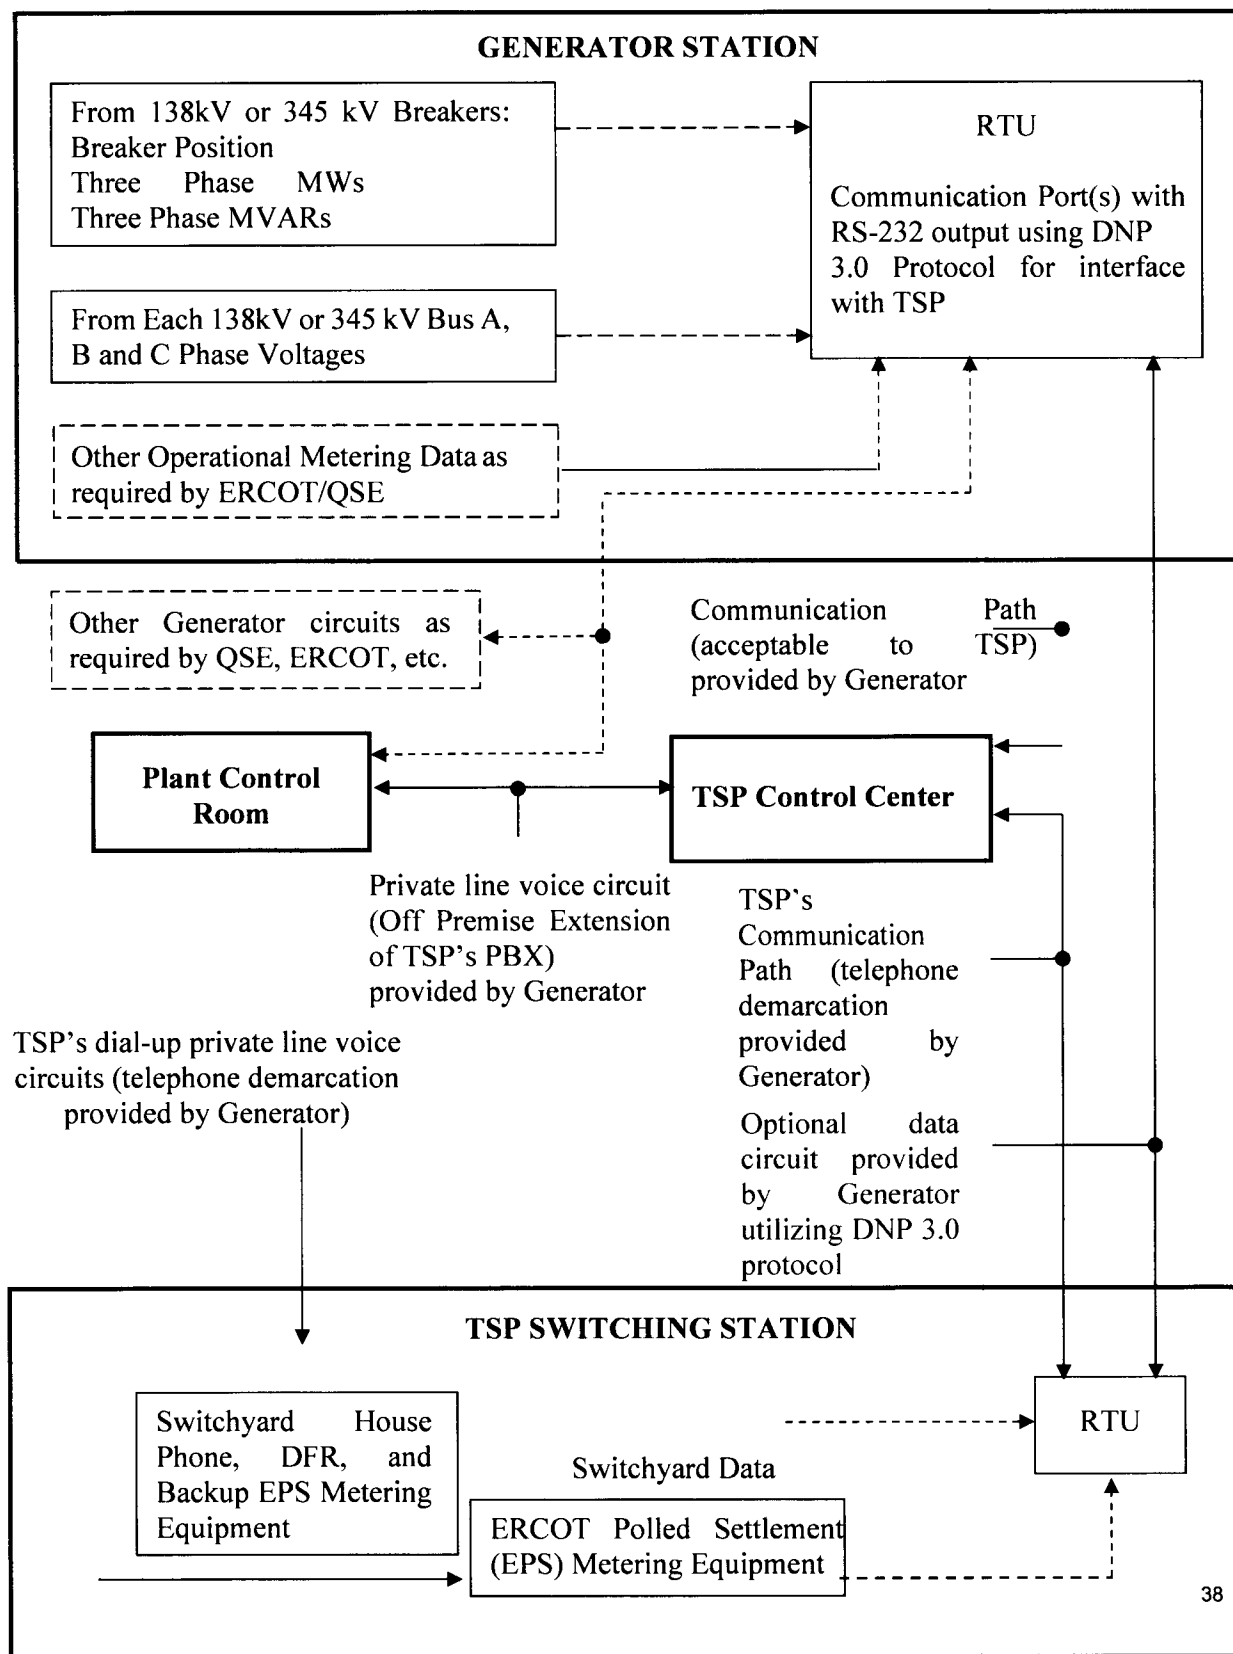 GENERATOR STATION
From 138kV or 345 kV Breakers:
Breaker Position
Three Phase MWs
Three Phase MVARs
RTU
Communication Port(s) with
RS-232 output using DNP
3.0 Protocol for interface
with TSP
From Each 138kV or 345 kV Bus A,
B and C Phase Voltages
Other Operational Metering Data as
required by ERCOT/QSE
Other Generator circuits as
required by QSE, ERCOT, etc.
Communication Path
(acceptable to TSP)
provided by Generator
Plant Control
Room
TSP Control Center
Private line voice circuit
(Off Premise Extension
of TSP's PBX)
provided by Generator
TSP's
Communication
Path (telephone
demarcation
provided by
Generator)
TSP's dial-up private line voice
circuits (telephone demarcation
provided by Generator)
Optional data
circuit provided
by Generator
utilizing DNP 3.0
protocol
TSP SWITCHING STATION
Switchyard House
Phone, DFR, and
Backup EPS Metering
Equipment
RTU
Switchyard Data
ERCOT Polled Settlement
(EPS) Metering Equipment
38